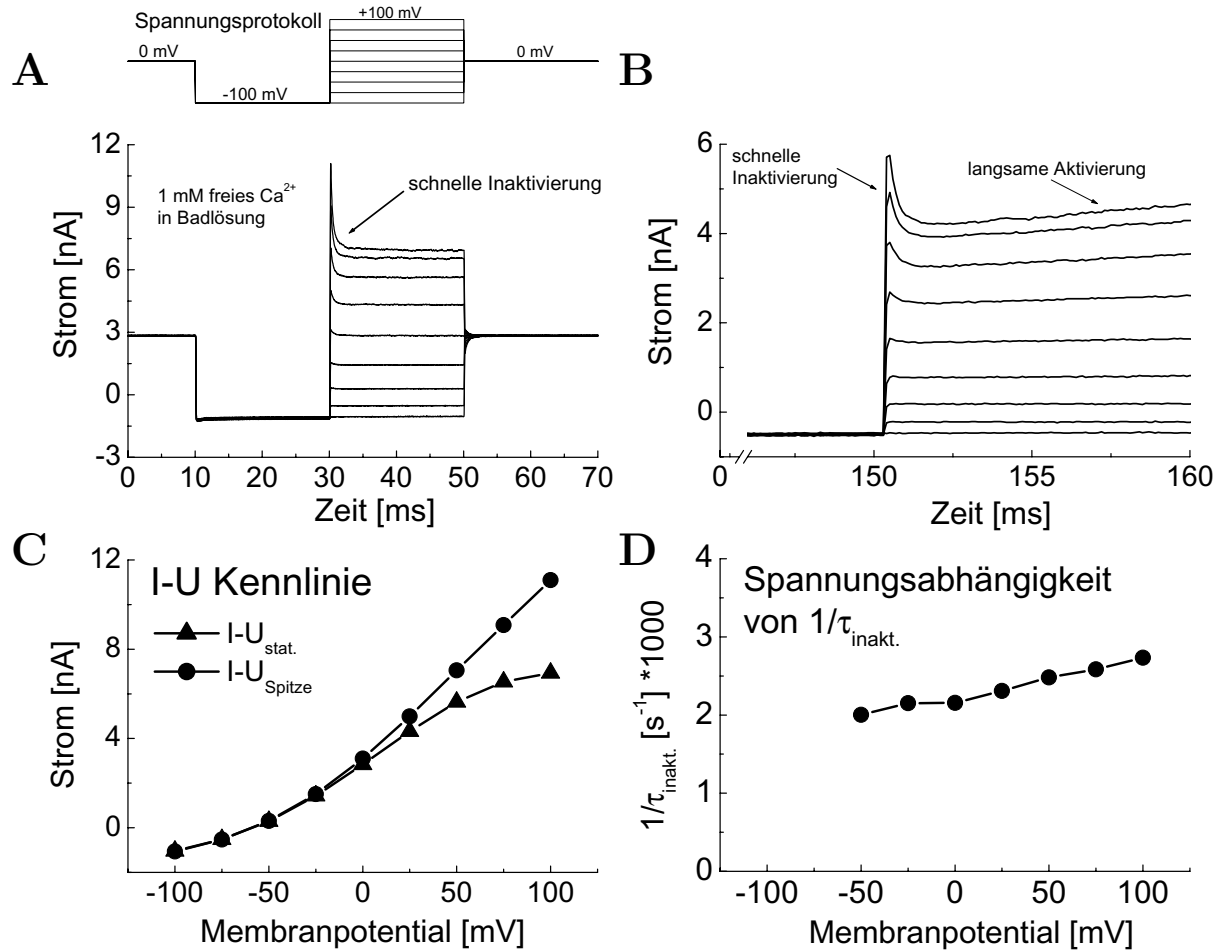 A
Spannungsprotokoll
0 mV
-100 mV
+100 mV
0 mV
12
9
6
3
0
-3
Strom [nA]
1 mM freies Ca²⁺
in Badlösung
schnelle Inaktivierung
0 10 20 30 40 50 60 70
Zeit [ms]
B
6
4
2
0
Strom [nA]
schnelle
Inaktivierung
langsame Aktivierung
0 150 155 160
Zeit [ms]
C
12
8
4
0
Strom [nA]
I-U Kennlinie
I-U stat.
I-U Spitze
-100 -50 0 50 100
Membranpotential [mV]
D
4
3
2
1
0
1/τ inakt. [s⁻¹] *1000
Spannungsabhängigkeit
von 1/τ inakt.
-100 -50 0 50 100
Membranpotential [mV]